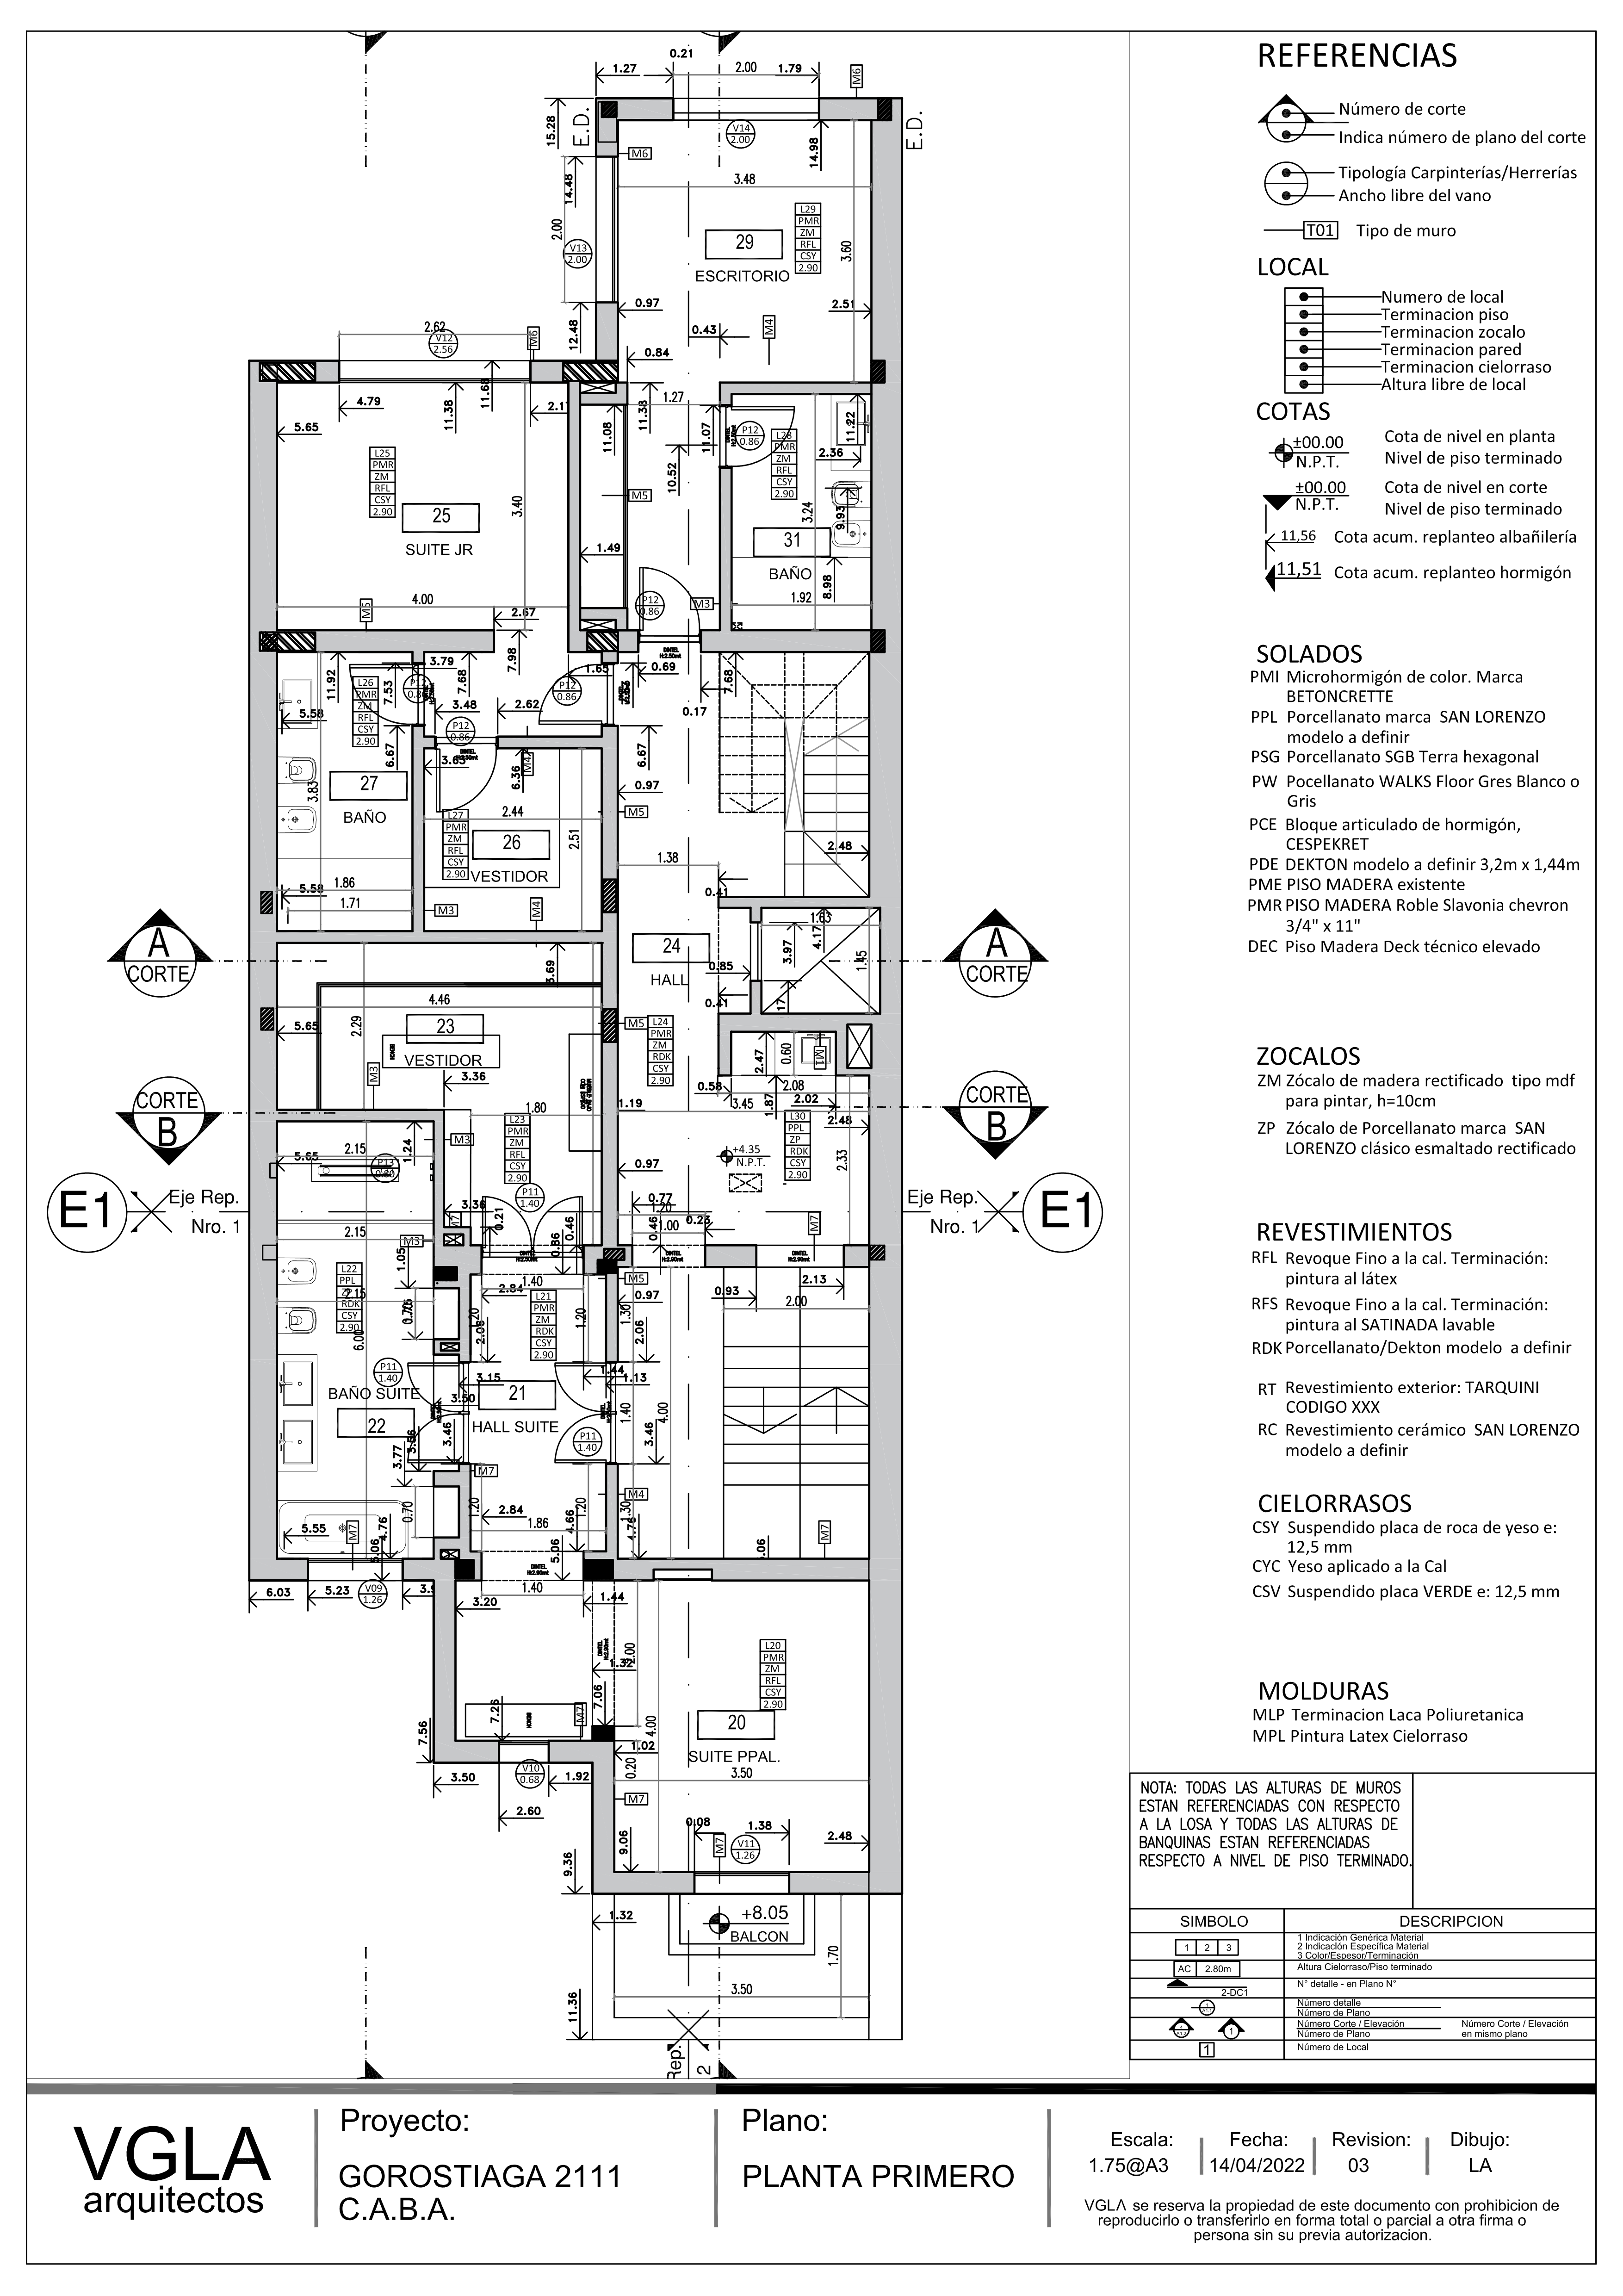 1.27
0.21
2.00
1.79
M6
15.28
E.D.
E.D.
V14
2.00
14.98
M6
3.48
14.48
2.00
V13
2.00
L29
PMR
ZM
RFL
CSY
2.90
29
ESCRITORIO
3.60
0.97
2.51
12.48
0.43
M4
0.84
2.62
V12
2.56
M6
4.79
11.38
11.68
5.65
11.08
11.38
1.27
11.07
P12
0.86
11.22
2.36
L28
PMR
ZM
RFL
CSY
2.90
10.52
L25
PMR
ZM
RFL
CSY
2.90
25
SUITE JR
3.40
M5
1.49
3.24
9.93
31
BAÑO
8.98
1.92
4.00
M5
2.67
P12
0.86
M3
DINTEL
H:2.50mt
11.92
7.53
3.79
7.68
7.98
1.65
0.69
7.68
0.17
L26
PMR
ZM
RFL
CSY
2.90
P12
P12
0.86
5.58
3.48
2.62
P12
0.86
6.67
3.65
6.36
M4
6.67
27
BAÑO
3.83
0.97
M5
2.44
L27
PMR
ZM
RFL
CSY
2.90
26
VESTIDOR
2.51
2.48
1.38
5.58
1.86
1.71
M3
M4
0.41
1.63
4.17
3.97
1.45
24
HALL
0.85
0.41
17
A
CORTE
A
CORTE
3.69
4.46
2.29
5.65
23
VESTIDOR
M5
L24
PMR
ZM
RDK
CSY
2.90
2.47
0.60
M1
M3
3.36
0.58
2.08
3.45
1.87
2.02
2.48
CORTE
B
CORTE
B
1.80
1.19
L23
PMR
ZM
RFL
CSY
2.90
L30
PPL
ZP
RDK
CSY
2.90
2.33
+4.35
N.P.T.
1.24
M3
2.15
5.65
P13
0.80
0.97
P11
1.40
E1
Eje Rep.
Nro. 1
Eje Rep.
Nro. 1
E1
3.36
M7
0.21
0.86
0.46
0.77
1.20
1.00
0.46
0.23
M7
2.15
M3
1.05
DINTEL
H:2.90mt
DINTEL
H:2.90mt
L22
PPL
ZP
RDK
CSY
2.90
2.15
6.00
1.40
2.84
L21
PMR
ZM
RDK
CSY
2.90
M5
0.97
1.30
2.06
0.93
2.13
2.00
1.20
1.20
P11
1.40
BAÑO SUITE
22
3.15
3.50
21
HALL SUITE
1.44
1.13
P11
1.40
1.40
4.00
3.46
3.46
3.77
3.56
M7
M4
0.70
1.20
2.84
1.86
1.20
4.66
1.30
4.76
5.55
M7
4.76
5.06
5.06
M7
DINTEL
H:2.90mt
6.03
5.23
V09
1.26
1.40
3.20
1.44
1.32
7.06
L20
PMR
ZM
RFL
CSY
2.90
7.56
7.26
M7
20
SUITE PPAL.
4.00
1.02
0.20
3.50
V10
0.68
3.50
1.92
2.60
M7
0.08
1.38
M7
V11
1.26
2.48
9.06
9.36
1.32
+8.05
BALCON
1.70
3.50
11.36
Rep.
2
REFERENCIAS
Número de corte
Indica número de plano del corte
Tipología Carpinterías/Herrerías
Ancho libre del vano
T01
Tipo de muro
LOCAL
Numero de local
Terminacion piso
Terminacion zocalo
Terminacion pared
Terminacion cielorraso
Altura libre de local
COTAS
±00.00
N.P.T.
Cota de nivel en planta
Nivel de piso terminado
±00.00
N.P.T.
Cota de nivel en corte
Nivel de piso terminado
11,56
Cota acum. replanteo albañilería
11,51
Cota acum. replanteo hormigón
SOLADOS
PMI Microhormigón de color. Marca
BETONCRETTE
PPL Porcellanato marca SAN LORENZO
modelo a definir
PSG Porcellanato SGB Terra hexagonal
PW Pocellanato WALKS Floor Gres Blanco o
Gris
PCE Bloque articulado de hormigón,
CESPEKRET
PDE DEKTON modelo a definir 3,2m x 1,44m
PME PISO MADERA existente
PMR PISO MADERA Roble Slavonia chevron
3/4" x 11"
DEC Piso Madera Deck técnico elevado
ZOCALOS
ZM Zócalo de madera rectificado tipo mdf
para pintar, h=10cm
ZP Zócalo de Porcellanato marca SAN
LORENZO clásico esmaltado rectificado
REVESTIMIENTOS
RFL Revoque Fino a la cal. Terminación:
pintura al látex
RFS Revoque Fino a la cal. Terminación:
pintura al SATINADA lavable
RDK Porcellanato/Dekton modelo a definir
RT Revestimiento exterior: TARQUINI
CODIGO XXX
RC Revestimiento cerámico SAN LORENZO
modelo a definir
CIELORRASOS
CSY Suspendido placa de roca de yeso e:
12,5 mm
CYC Yeso aplicado a la Cal
CSV Suspendido placa VERDE e: 12,5 mm
MOLDURAS
MLP Terminacion Laca Poliuretanica
MPL Pintura Latex Cielorraso
NOTA: TODAS LAS ALTURAS DE MUROS
ESTAN REFERENCIADAS CON RESPECTO
A LA LOSA Y TODAS LAS ALTURAS DE
BANQUINAS ESTAN REFERENCIADAS
RESPECTO A NIVEL DE PISO TERMINADO.
SIMBOLO
DESCRIPCION
1 2 3
1 Indicación Genérica Material
2 Indicación Específica Material
3 Color/Espesor/Terminación
AC 2.80m
Altura Cielorraso/Piso terminado
2-DC1
N° detalle - en Plano N°
Número detalle
Número de Plano
1
Número Corte / Elevación
Número de Plano
Número Corte / Elevación
en mismo plano
1
Número de Local
VGLA
arquitectos
Proyecto:
GOROSTIAGA 2111
C.A.B.A.
Plano:
PLANTA PRIMERO
Escala:
1.75@A3
Fecha:
14/04/2022
Revision:
03
Dibujo:
LA
VGLA se reserva la propiedad de este documento con prohibicion de
reproducirlo o transferirlo en forma total o parcial a otra firma o
persona sin su previa autorizacion.